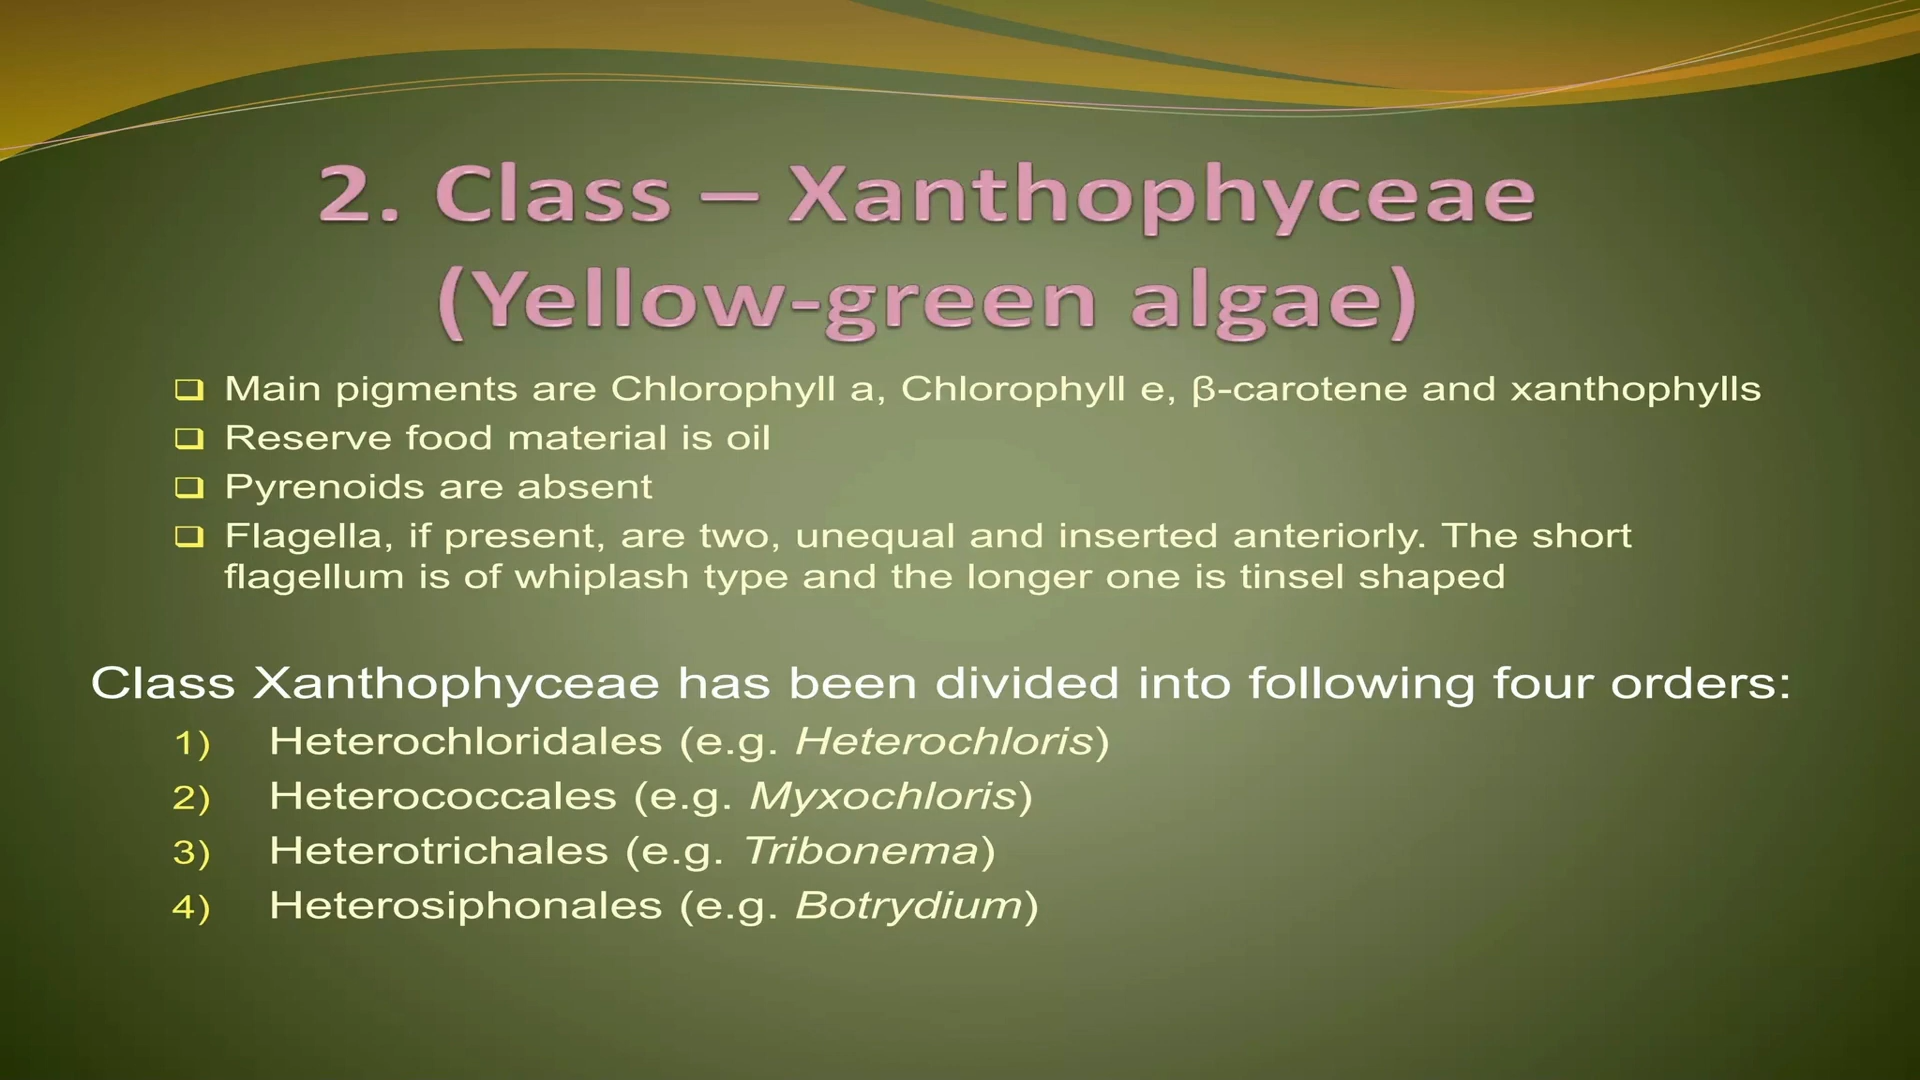 2. Class – Xanthophyceae
(Yellow-green algae)
❑ Main pigments are Chlorophyll a, Chlorophyll e, β-carotene and xanthophylls
❑ Reserve food material is oil
❑ Pyrenoids are absent
❑ Flagella, if present, are two, unequal and inserted anteriorly. The short
flagellum is of whiplash type and the longer one is tinsel shaped
Class Xanthophyceae has been divided into following four orders:
1) Heterochloridales (e.g. Heterochloris)
2) Heterococcales (e.g. Myxochloris)
3) Heterotrichales (e.g. Tribonema)
4) Heterosiphonales (e.g. Botrydium)